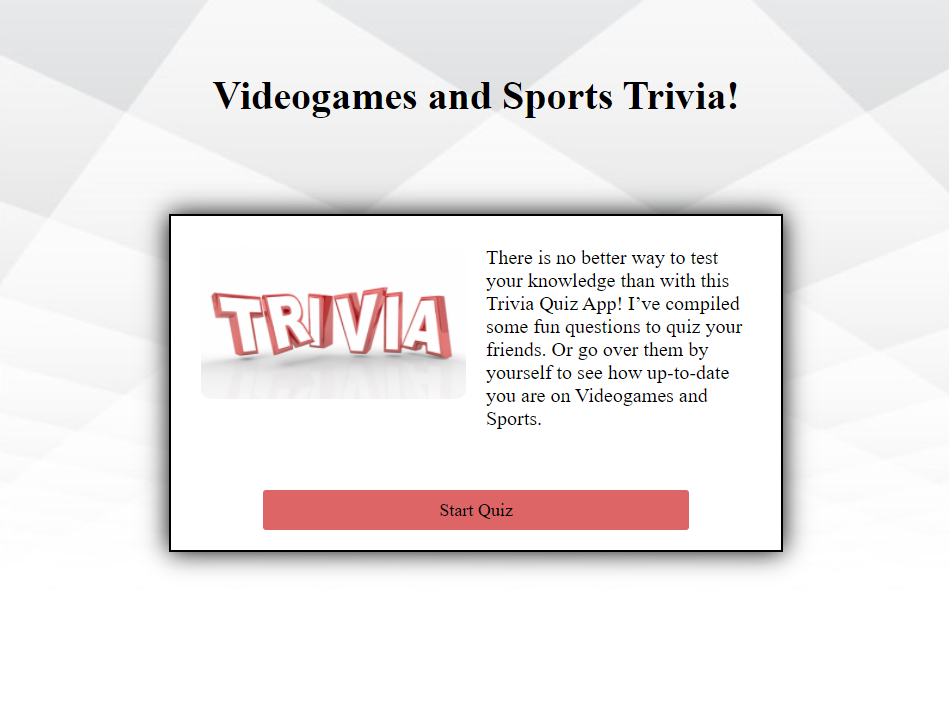 Videogames and Sports Trivia!
TRIVIA
There is no better way to test
your knowledge than with this
Trivia Quiz App! I’ve compiled
some fun questions to quiz your
friends. Or go over them by
yourself to see how up-to-date
you are on Videogames and
Sports.
Start Quiz